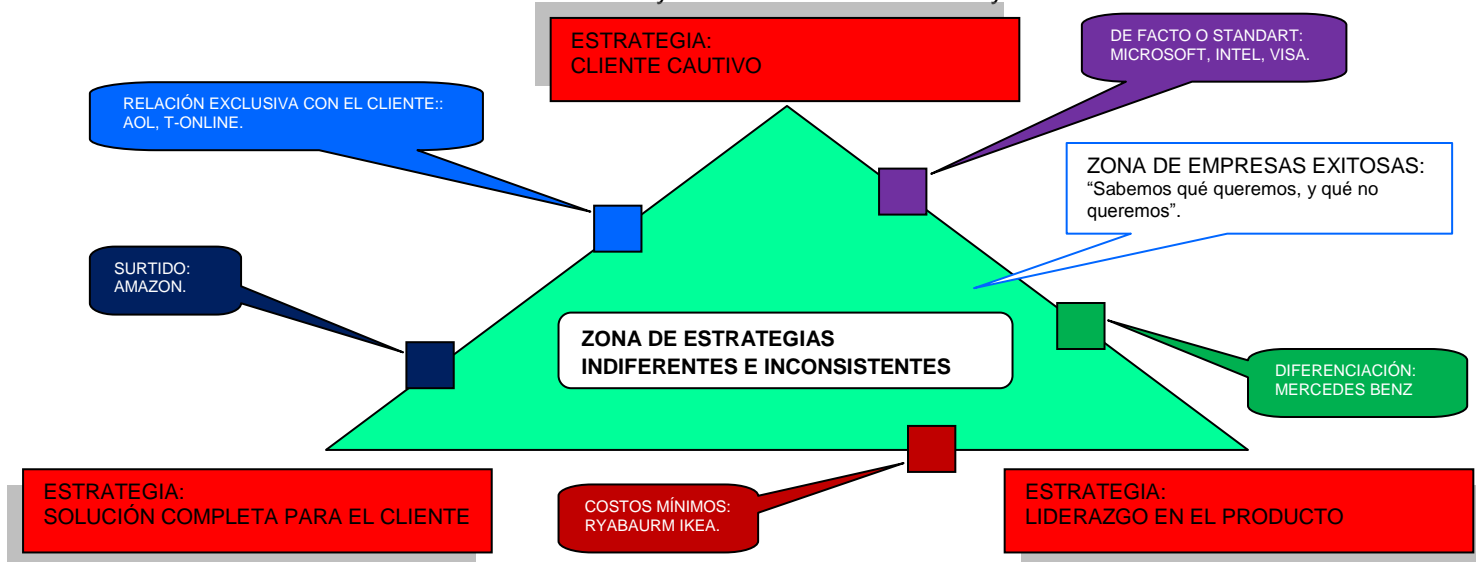 ESTRATEGIA:
CLIENTE CAUTIVO
DE FACTO O STANDART:
MICROSOFT, INTEL, VISA.
RELACIÓN EXCLUSIVA CON EL CLIENTE::
AOL, T-ONLINE.
ZONA DE EMPRESAS EXITOSAS:
“Sabemos qué queremos, y qué no
queremos”.
SURTIDO:
AMAZON.
ZONA DE ESTRATEGIAS
INDIFERENTES E INCONSISTENTES
DIFERENCIACIÓN:
MERCEDES BENZ
ESTRATEGIA:
SOLUCIÓN COMPLETA PARA EL CLIENTE
COSTOS MÍNIMOS:
RYABAURM IKEA.
ESTRATEGIA:
LIDERAZGO EN EL PRODUCTO